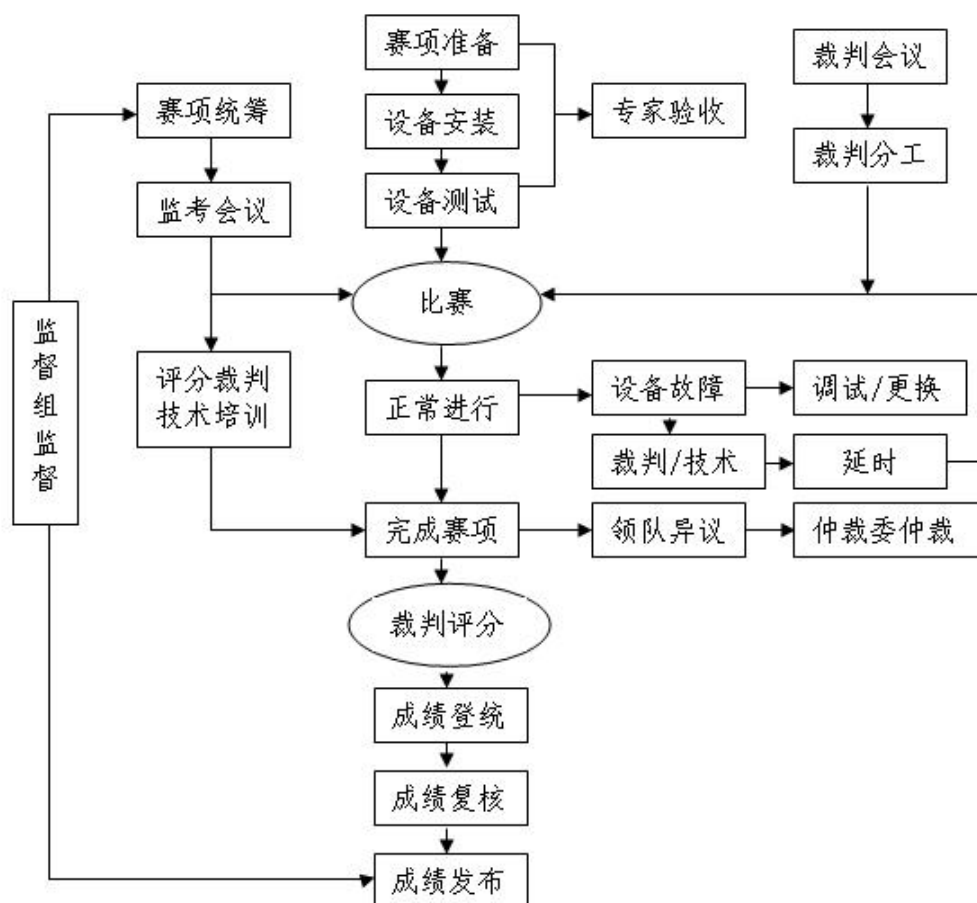 赛项准备
裁判会议
赛项统筹
设备安装
专家验收
裁判分工
监考会议
设备测试
比赛
监督组监督
评分裁判
技术培训
正常进行
设备故障
调试/更换
裁判/技术
延时
完成赛项
领队异议
仲裁委仲裁
裁判评分
成绩登统
成绩复核
成绩发布